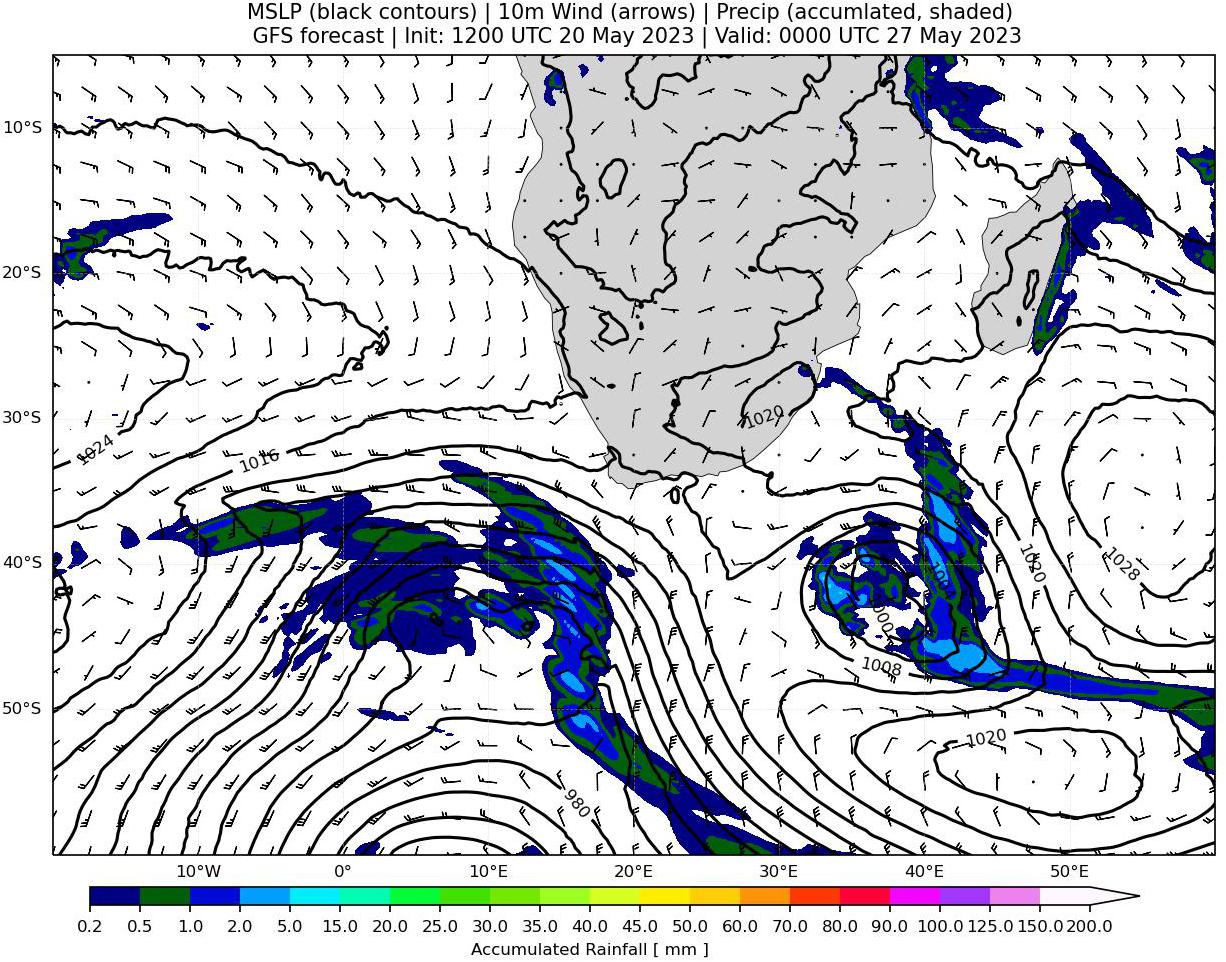 MSLP (black contours) | 10m Wind (arrows) | Precip (accumlated, shaded)
GFS forecast | Init: 1200 UTC 20 May 2023 | Valid: 0000 UTC 27 May 2023
10°S
20°S
1020
30°S
1024
1016
40°S
1020
1028
1008
50°S
1020
980
10°W 0° 10°E 20°E 30°E 40°E 50°E
0.2 0.5 1.0 2.0 5.0 10.0 15.0 20.0 25.0 30.0 35.0 40.0 45.0 50.0 60.0 70.0 80.0 90.0 100.0 125.0 150.0 200.0
Accumulated Rainfall [ mm ]